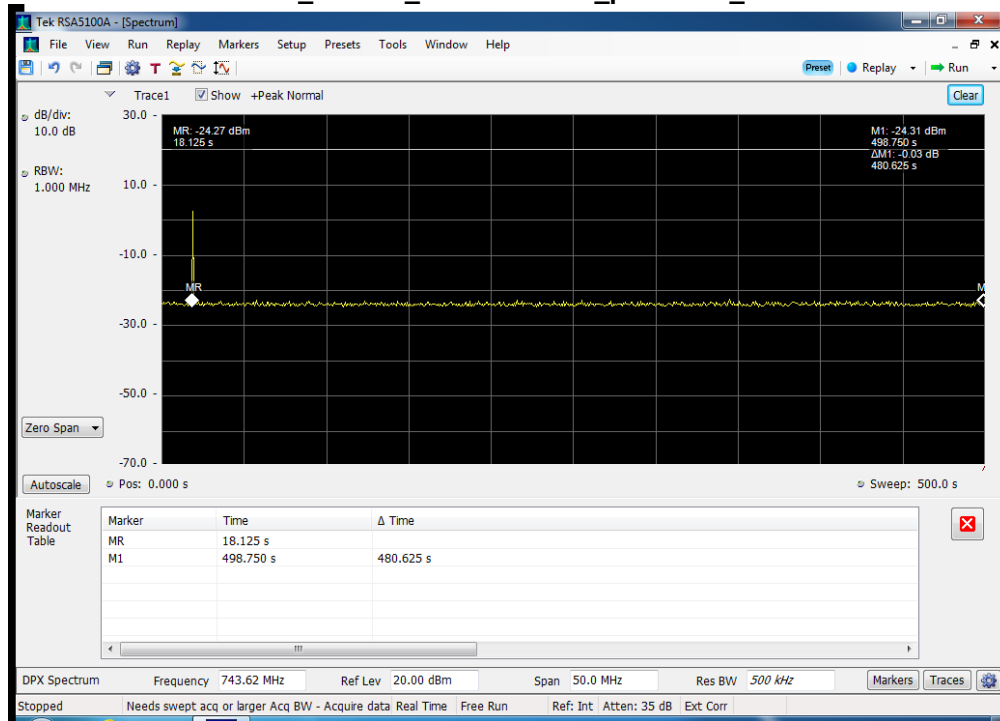 Tek RSA5100A - [Spectrum]
File View Run Replay Markers Setup Presets Tools Window Help
T Preset Replay Run
Trace1 Show +Peak Normal Clear
dB/div: 30.0
10.0 dB
MR: -24.27 dBm M1: -24.31 dBm
18.125 s 498.750 s
ΔM1: -0.03 dB
480.625 s
RBW:
1.000 MHz 10.0
-10.0
MR M
-30.0
-50.0
Zero Span
-70.0
Autoscale Pos: 0.000 s Sweep: 500.0 s
Marker
Readout
Table
Marker Time Δ Time
MR 18.125 s
M1 498.750 s 480.625 s
DPX Spectrum Frequency 743.62 MHz Ref Lev 20.00 dBm Span 50.0 MHz Res BW 500 kHz Markers Traces
Stopped Needs swept acq or larger Acq BW - Acquire data Real Time Free Run Ref: Int Atten: 35 dB Ext Corr